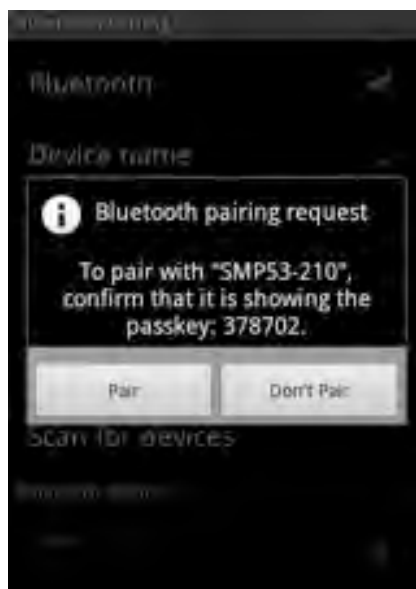 Bluetooth
Device name
Bluetooth pairing request
To pair with "SMP53-210",
confirm that it is showing the
passkey: 378702.
Pair
Don't Pair
Scan for devices